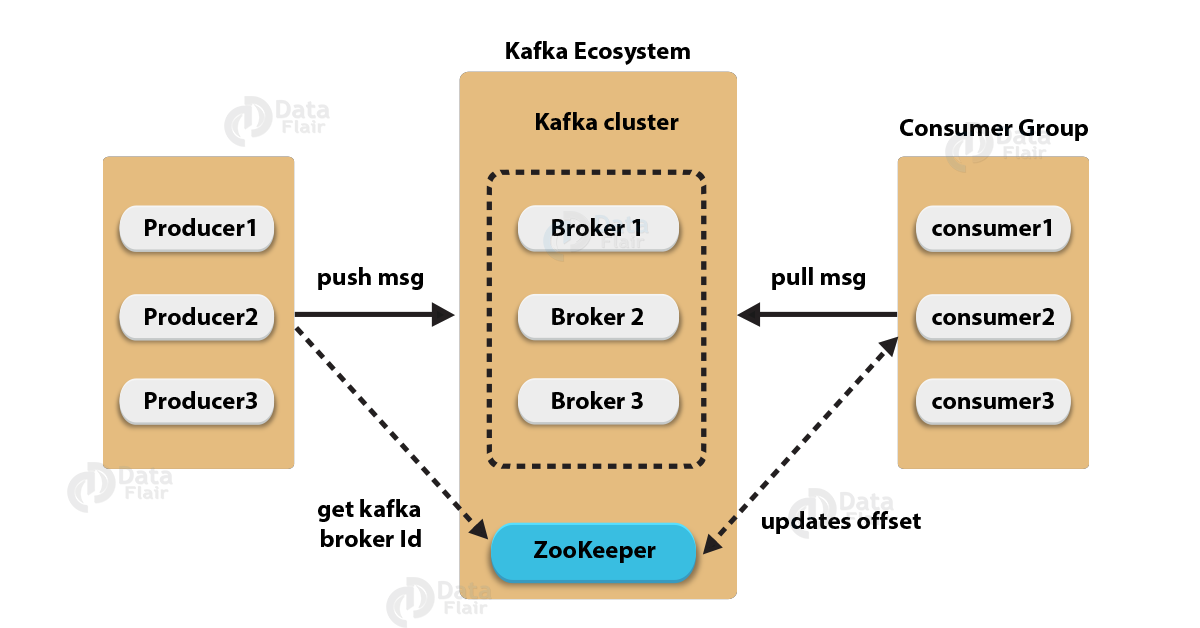 Kafka Ecosystem
Data
Flair
Kafka cluster
Consumer Group
Data
Flair
Producer1
Producer2
Producer3
push msg
Broker 1
Data
Flair
Broker 2
Broker 3
pull msg
consumer1
consumer2
consumer3
Data
Flair
get kafka
broker Id
ZooKeeper
Data
Flair
updates offset
Data
Flair